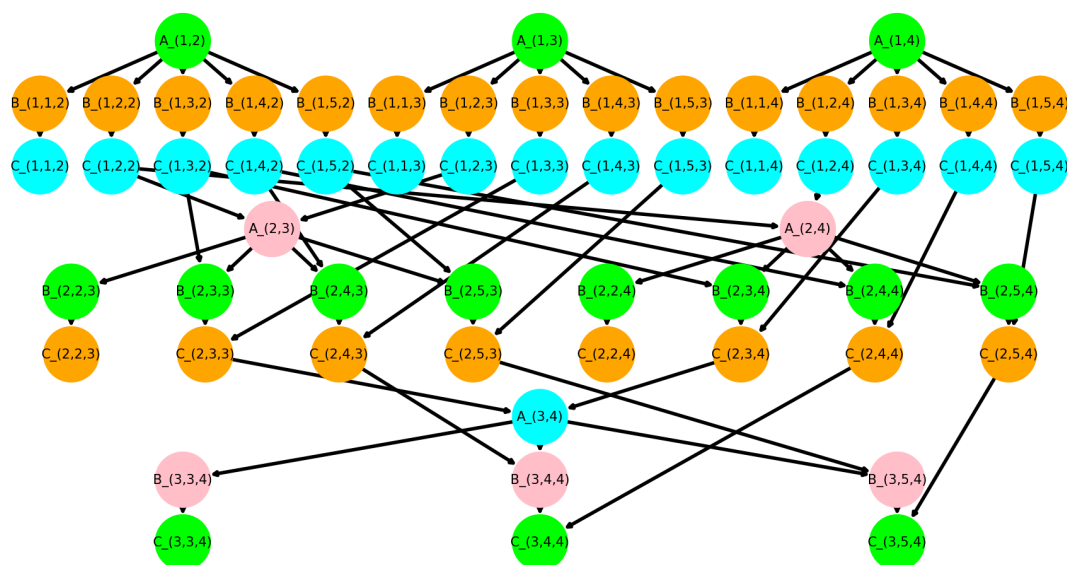 A_(1,2) A_(1,3) A_(1,4)
B_(1,1,2) B_(1,2,2) B_(1,3,2) B_(1,4,2) B_(1,5,2) B_(1,1,3) B_(1,2,3) B_(1,3,3) B_(1,4,3) B_(1,5,3) B_(1,1,4) B_(1,2,4) B_(1,3,4) B_(1,4,4) B_(1,5,4)
C_(1,1,2) C_(1,2,2) C_(1,3,2) C_(1,4,2) C_(1,5,2) C_(1,1,3) C_(1,2,3) C_(1,3,3) C_(1,4,3) C_(1,5,3) C_(1,1,4) C_(1,2,4) C_(1,3,4) C_(1,4,4) C_(1,5,4)
A_(2,3) A_(2,4)
B_(2,2,3) B_(2,3,3) B_(2,4,3) B_(2,5,3) B_(2,2,4) B_(2,3,4) B_(2,4,4) B_(2,5,4)
C_(2,2,3) C_(2,3,3) C_(2,4,3) C_(2,5,3) C_(2,2,4) C_(2,3,4) C_(2,4,4) C_(2,5,4)
A_(3,4)
B_(3,3,4) B_(3,4,4) B_(3,5,4)
C_(3,3,4) C_(3,4,4) C_(3,5,4)